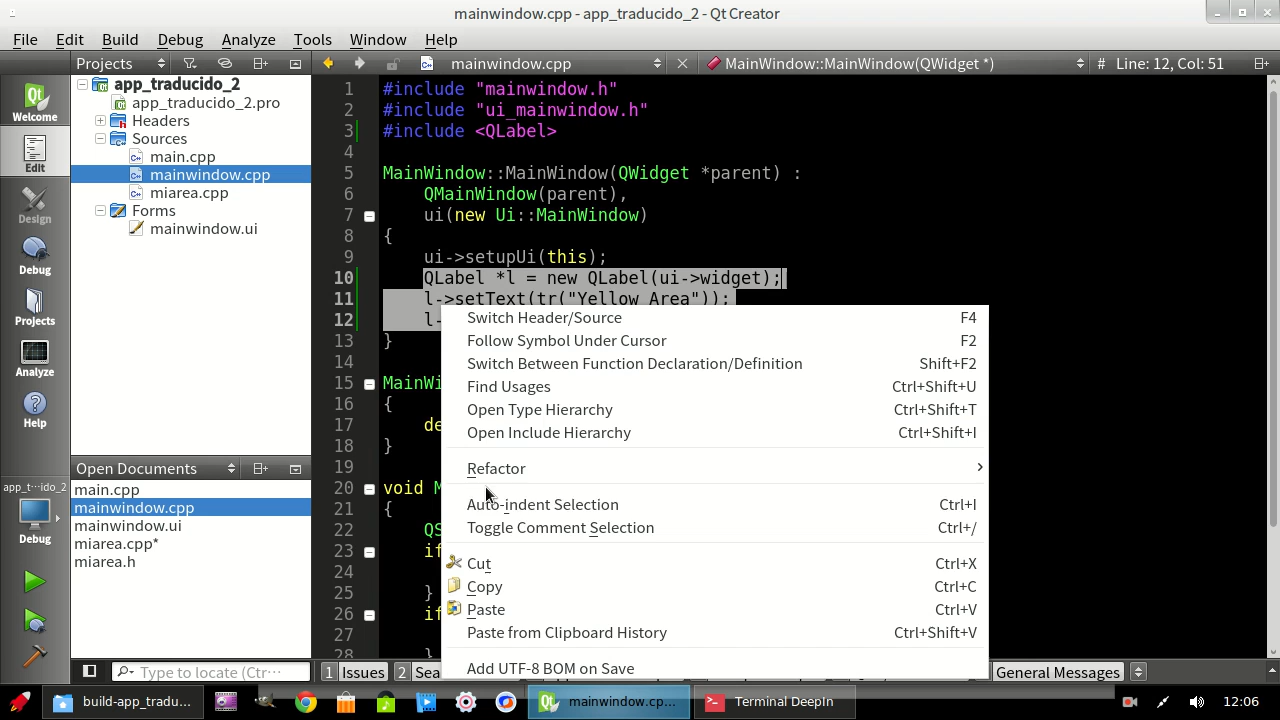 mainwindow.cpp - app_traducido_2 - Qt Creator
File Edit Build Debug Analyze Tools Window Help
Projects
mainwindow.cpp
MainWindow::MainWindow(QWidget *)
# Line: 12, Col: 51
Welcome
Edit
Design
Debug
Projects
Analyze
Help
app_t···ido_2
Debug
app_traducido_2
app_traducido_2.pro
Headers
Sources
main.cpp
mainwindow.cpp
miarea.cpp
Forms
mainwindow.ui
Open Documents
main.cpp
mainwindow.cpp
mainwindow.ui
miarea.cpp*
miarea.h
1 #include "mainwindow.h"
2 #include "ui_mainwindow.h"
3 #include <QLabel>
4
5 MainWindow::MainWindow(QWidget *parent) :
6 QMainWindow(parent),
7 ui(new Ui::MainWindow)
8 {
9 ui->setupUi(this);
10 QLabel *l = new QLabel(ui->widget);
11 l->setText(tr("Yellow Area"));
12 l-
13 }
14
15 MainWi
16 {
17 de
18 }
19
20 void M
21 {
22 QS
23 if
24
25 }
26 if
27
28 }
Switch Header/Source F4
Follow Symbol Under Cursor F2
Switch Between Function Declaration/Definition Shift+F2
Find Usages Ctrl+Shift+U
Open Type Hierarchy Ctrl+Shift+T
Open Include Hierarchy Ctrl+Shift+I
Refactor
Auto-indent Selection Ctrl+I
Toggle Comment Selection Ctrl+/
Cut Ctrl+X
Copy Ctrl+C
Paste Ctrl+V
Paste from Clipboard History Ctrl+Shift+V
Add UTF-8 BOM on Save
Type to locate (Ctr···
1 Issues
2 Sea
General Messages
build-app_tradu...
mainwindow.cp...
Terminal DeepIn
12:06